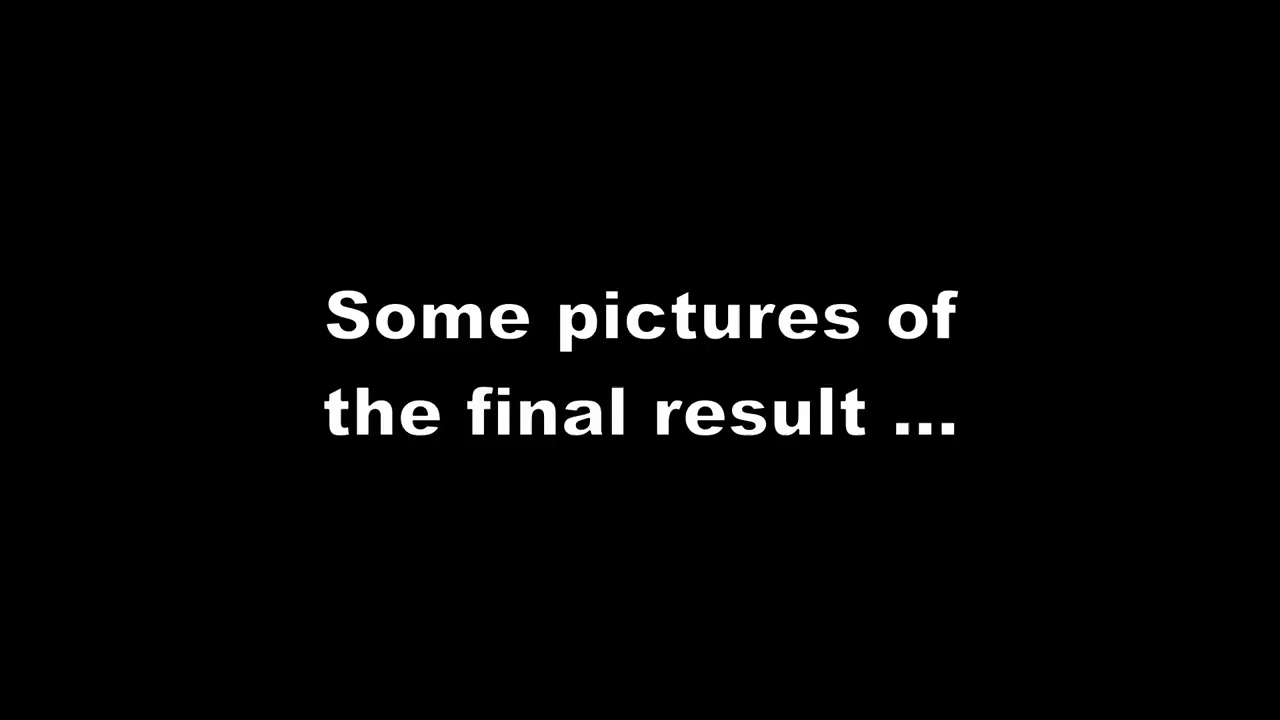 Some pictures of
the final result ...